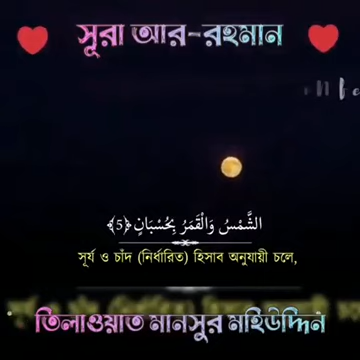 সূরা আর-রহমান
الشَّمْسُ وَالْقَمَرُ بِحُسْبَانٍ ﴿5﴾
সূর্য ও চাঁদ (নির্ধারিত) হিসাব অনুযায়ী চলে,
তিলাওয়াত মানসুর মহিউদ্দিন